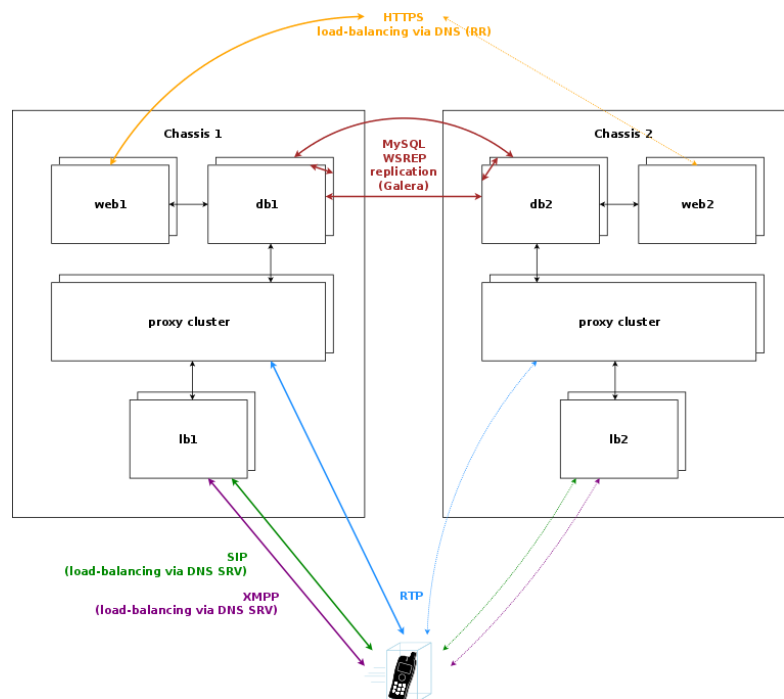 HTTPS
load-balancing via DNS (RR)
Chassis 1
Chassis 2
MySQL
WSREP
replication
(Galera)
web1
db1
db2
web2
proxy cluster
proxy cluster
lb1
lb2
SIP
(load-balancing via DNS SRV)
XMPP
(load-balancing via DNS SRV)
RTP